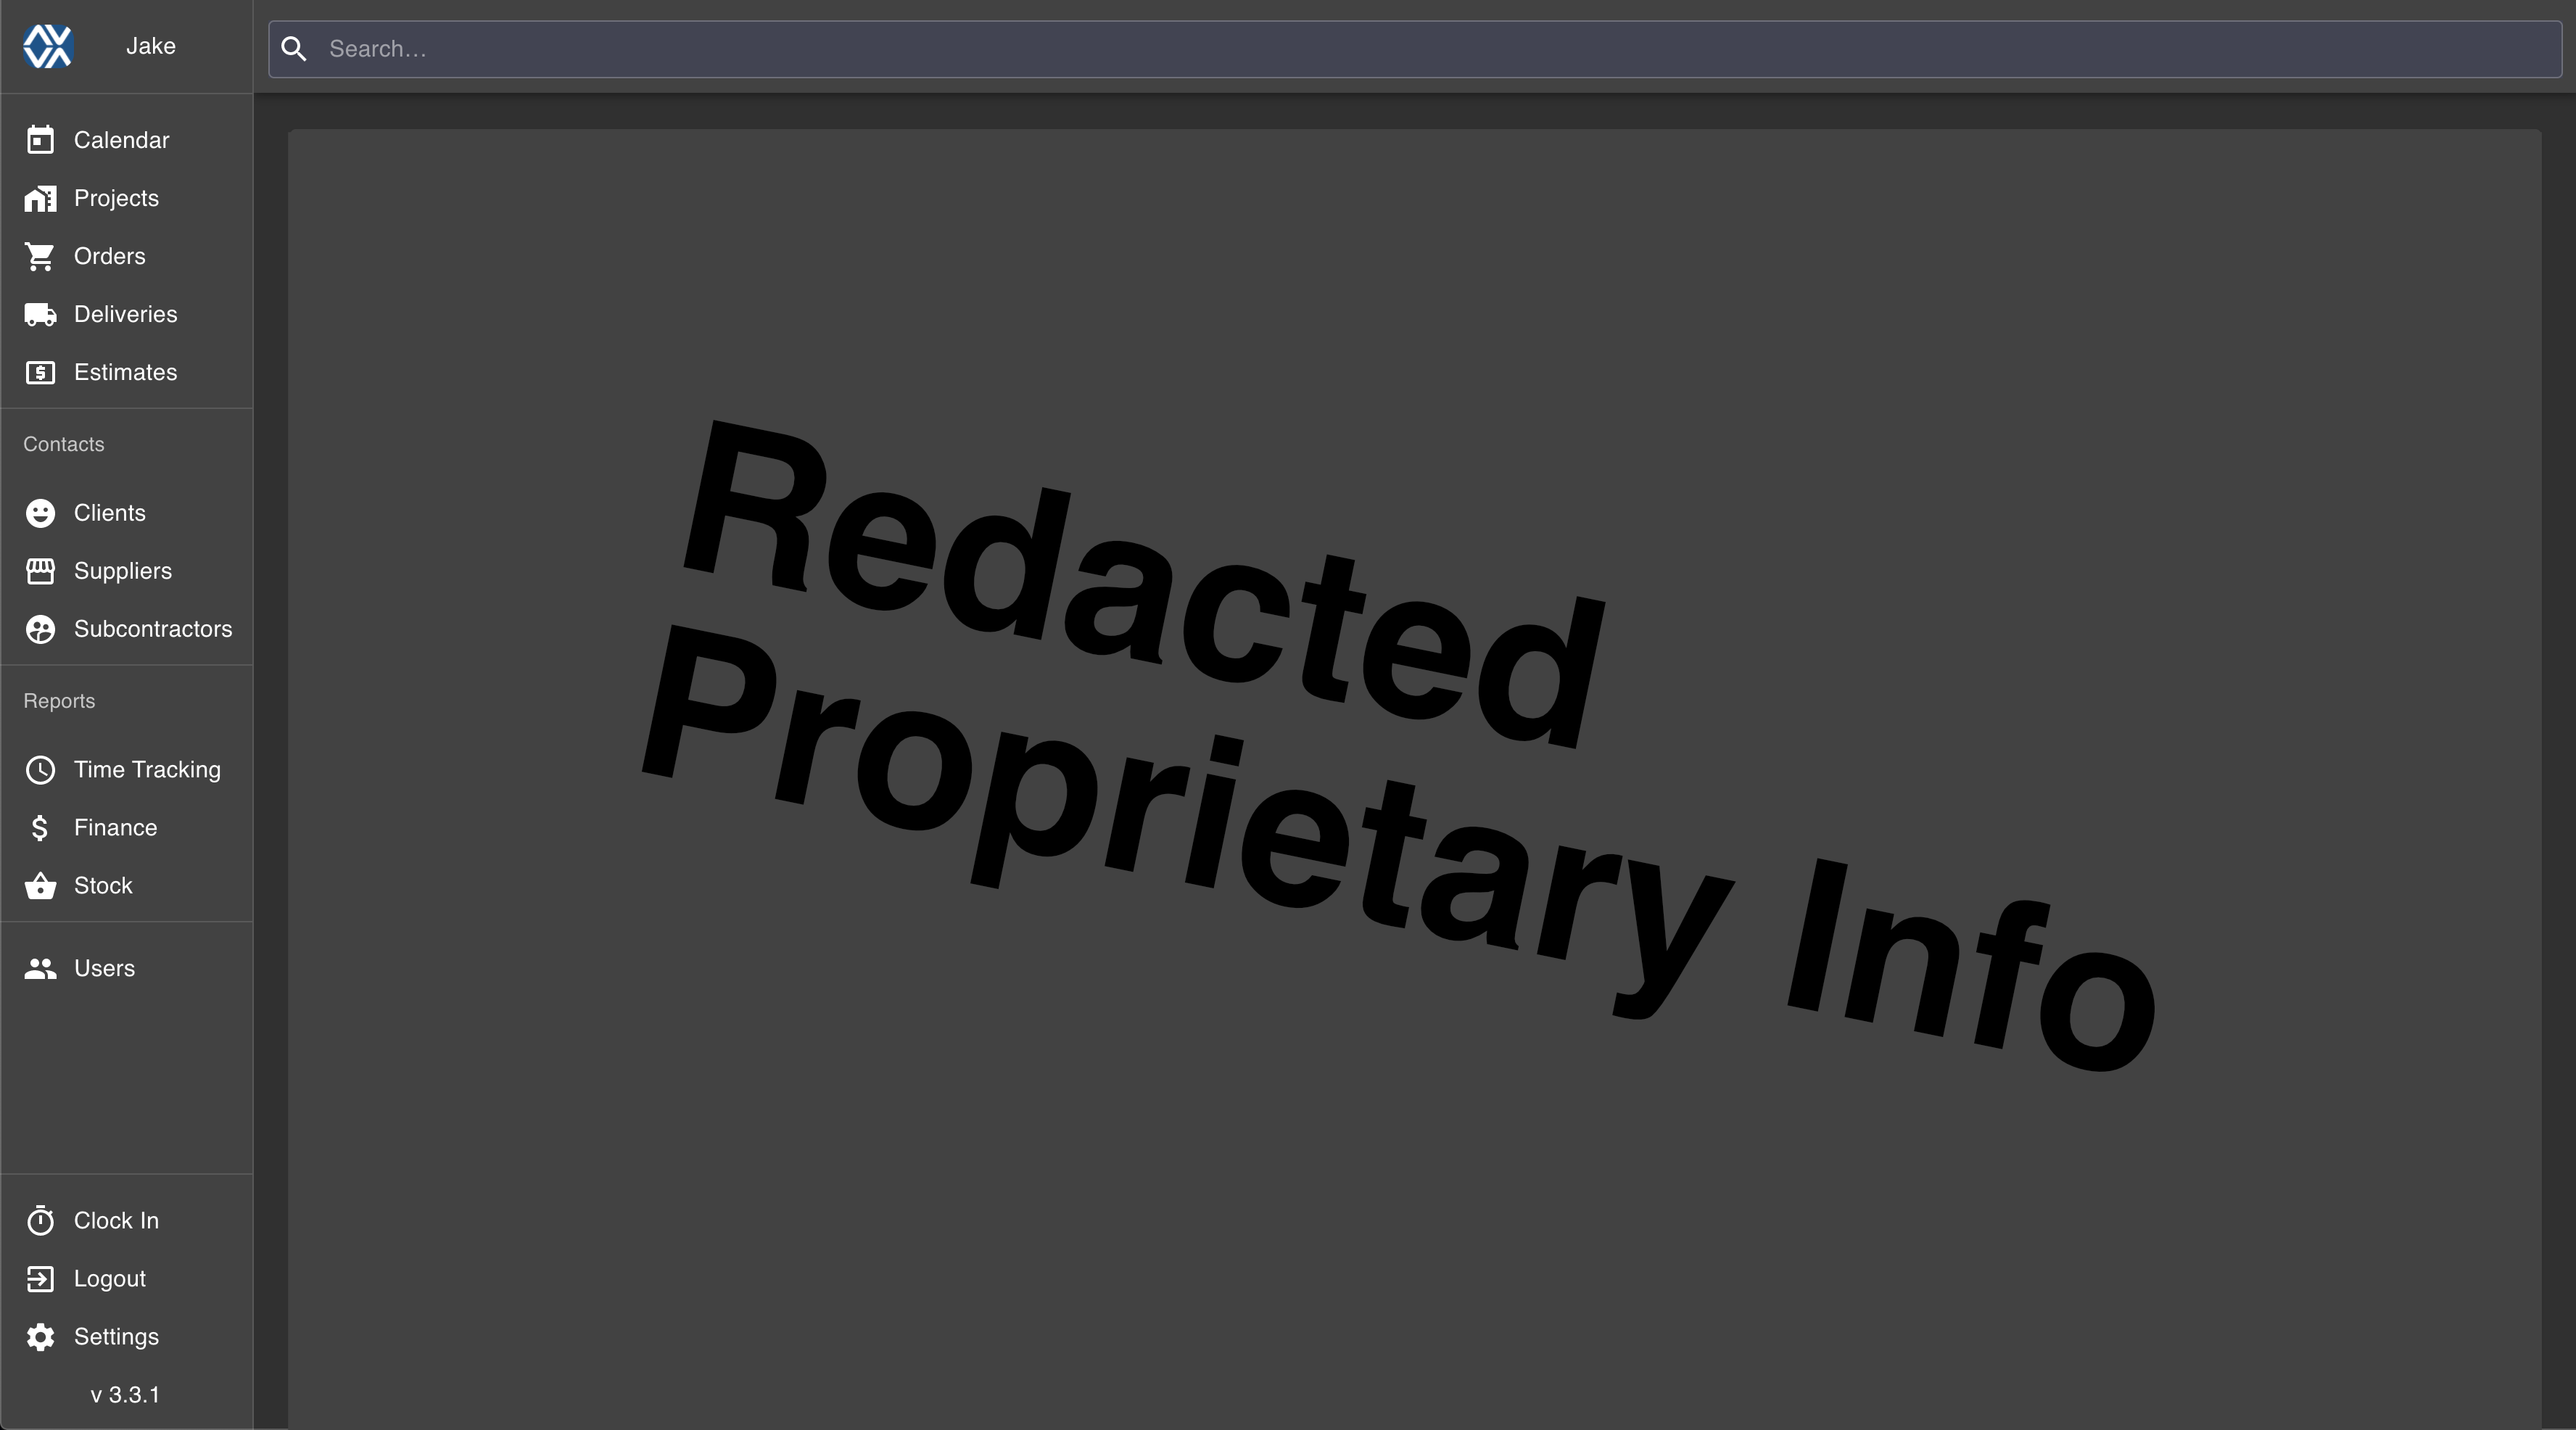 Jake
Search...
Calendar
Projects
Orders
Deliveries
Estimates
Contacts
Clients
Suppliers
Subcontractors
Reports
Time Tracking
Finance
Stock
Users
Clock In
Logout
Settings
v 3.3.1
Redacted
Proprietary Info